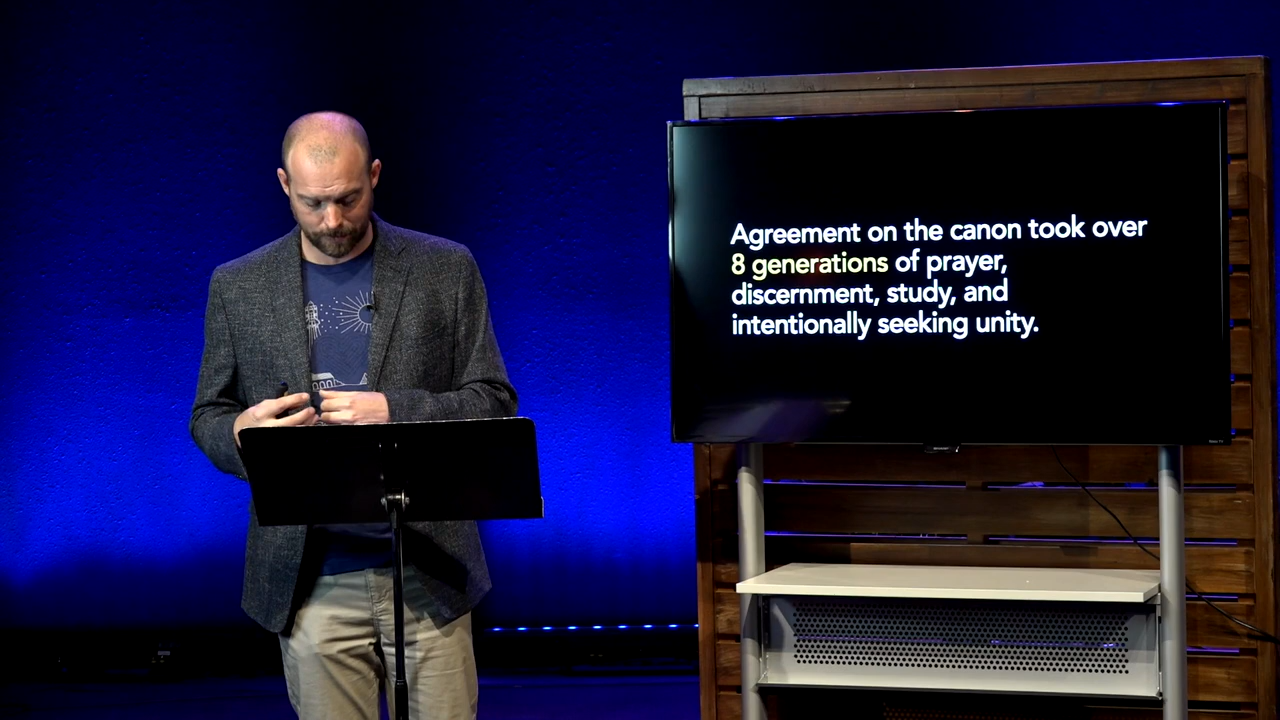 Agreement on the canon took over
8 generations of prayer,
discernment, study, and
intentionally seeking unity.